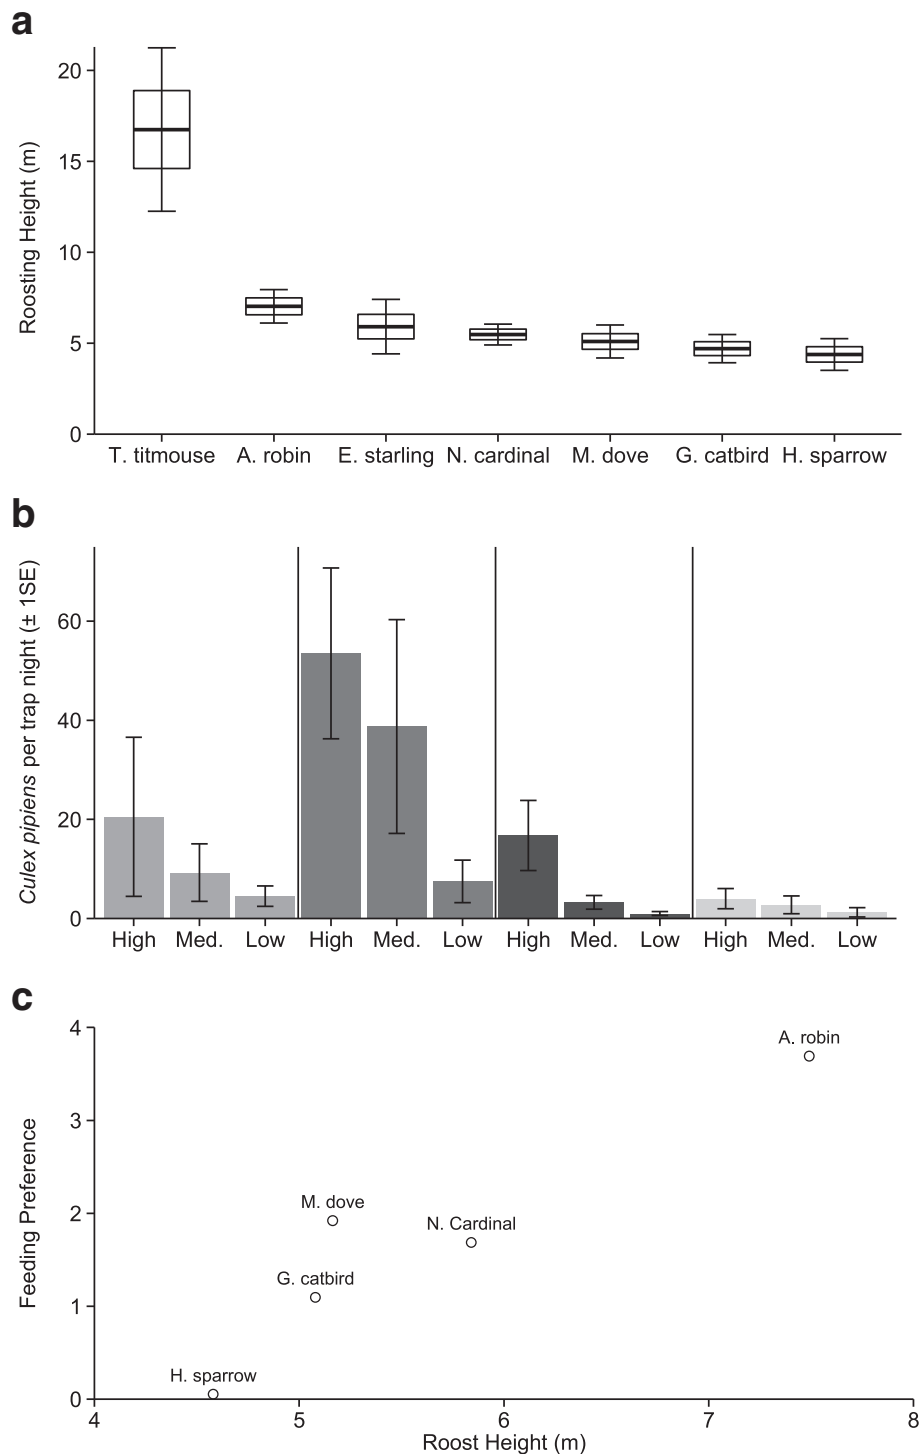 a
Roosting Height (m)
20
15
10
5
0
T. titmouse A. robin E. starling N. cardinal M. dove G. catbird H. sparrow
b
Culex pipiens per trap night (± 1SE)
60
40
20
0
High Med. Low High Med. Low High Med. Low High Med. Low
c
Feeding Preference
4
3
2
1
0
A. robin
M. dove
N. Cardinal
G. catbird
H. sparrow
4 5 6 7 8
Roost Height (m)